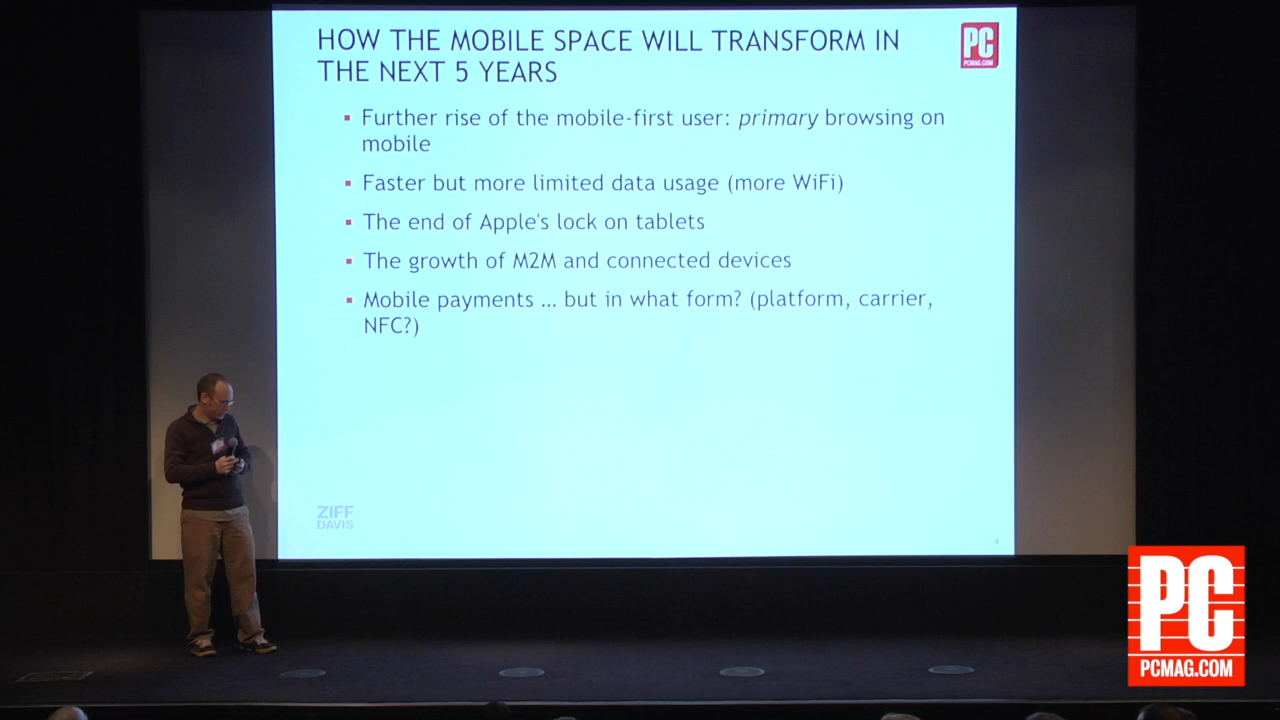 HOW THE MOBILE SPACE WILL TRANSFORM IN
THE NEXT 5 YEARS
PC
PCMAG.COM
▪ Further rise of the mobile-first user: primary browsing on
mobile
▪ Faster but more limited data usage (more WiFi)
▪ The end of Apple's lock on tablets
▪ The growth of M2M and connected devices
▪ Mobile payments … but in what form? (platform, carrier,
NFC?)
ZIFF
DAVIS
4
PC
PCMAG.COM